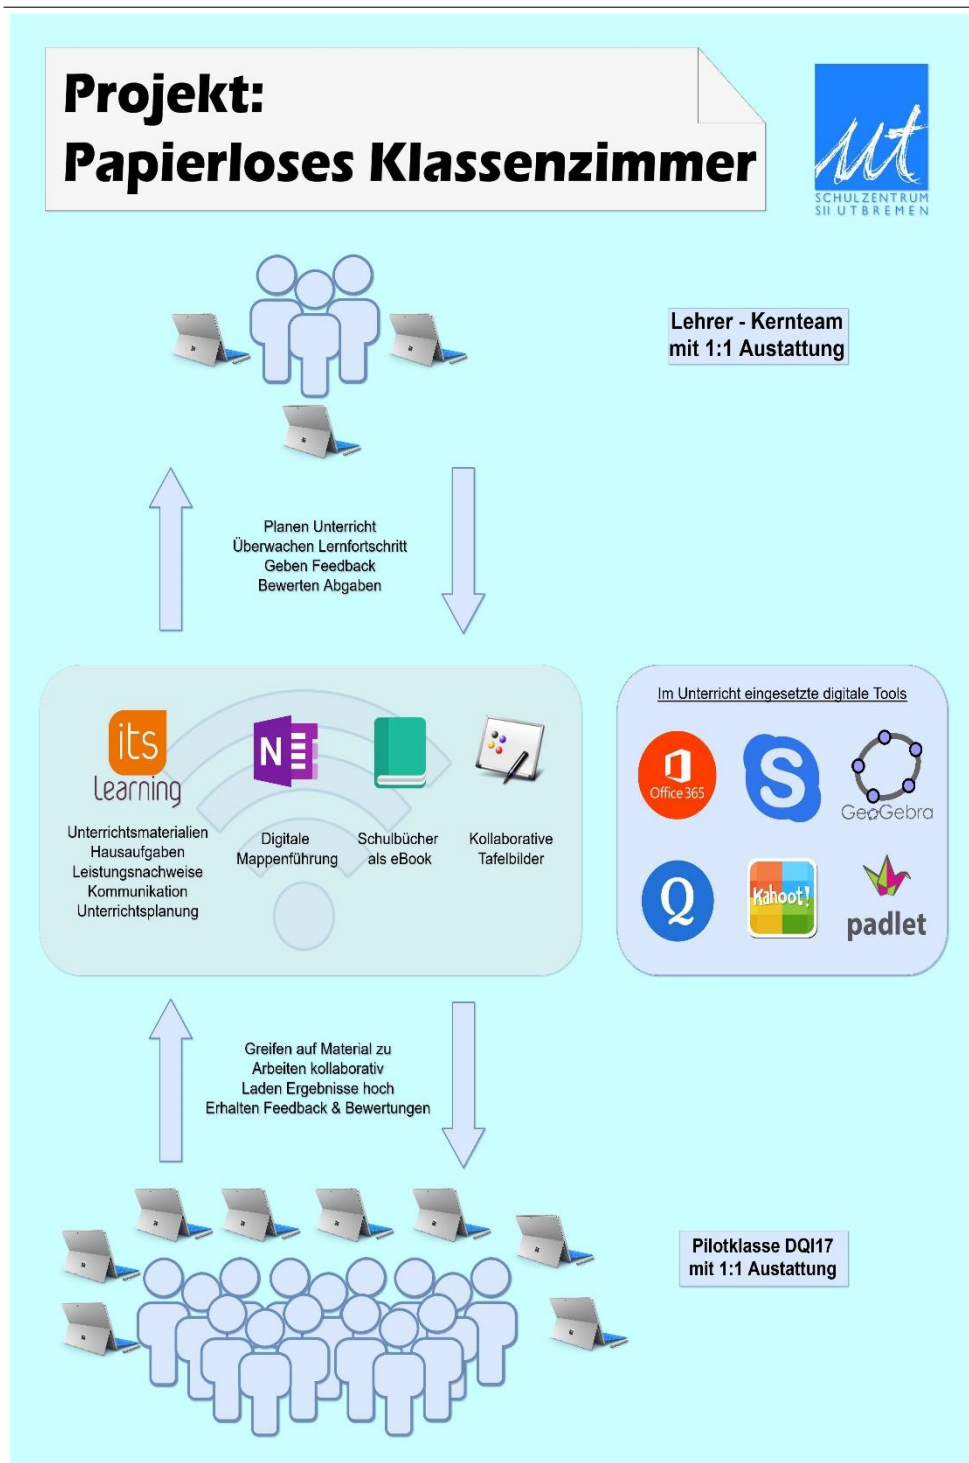 Projekt:
Papierloses Klassenzimmer
ut
SCHULZENTRUM
SII UTBREMEN
Lehrer - Kernteam
mit 1:1 Austattung
Planen Unterricht
Überwachen Lernfortschritt
Geben Feedback
Bewerten Abgaben
its
Learning
Unterrichtsmaterialien
Hausaufgaben
Leistungsnachweise
Kommunikation
Unterrichtsplanung
N
Digitale
Mappenführung
Schulbücher
als eBook
Kollaborative
Tafelbilder
Im Unterricht eingesetzte digitale Tools
Office 365
S
GeoGebra
Q
Kahoot!
padlet
Greifen auf Material zu
Arbeiten kollaborativ
Laden Ergebnisse hoch
Erhalten Feedback & Bewertungen
Pilotklasse DQI17
mit 1:1 Austattung